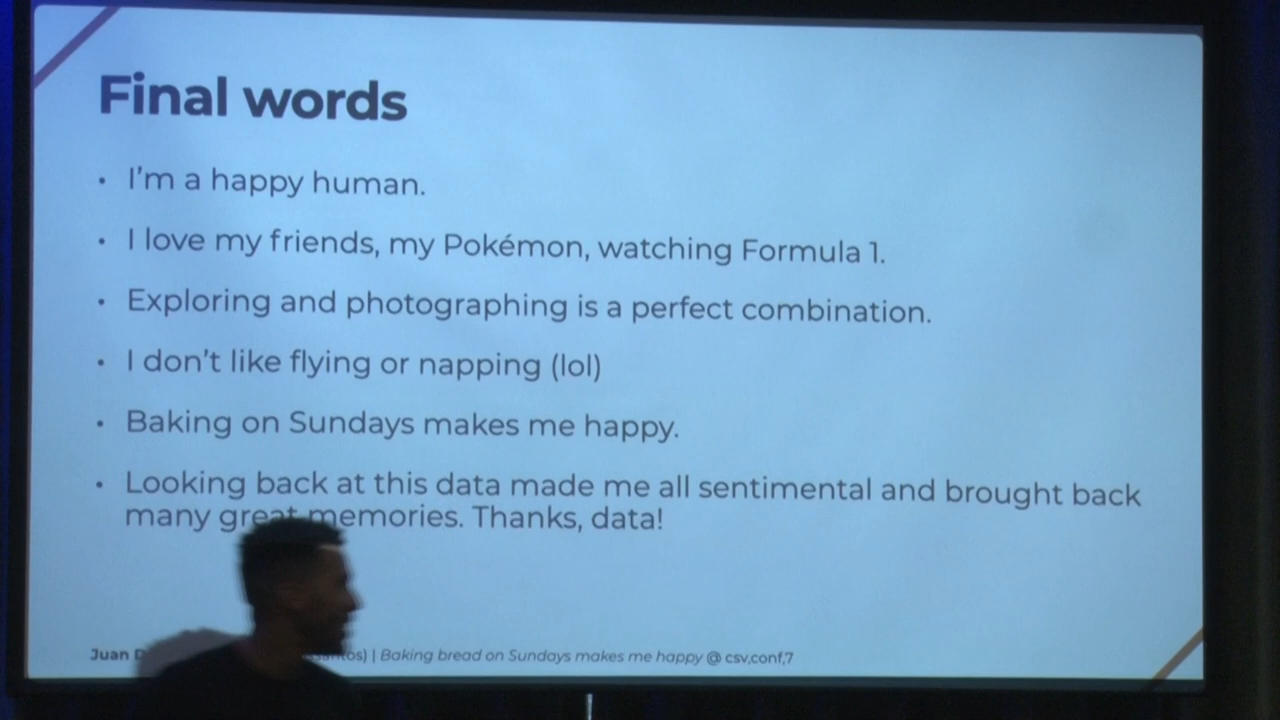 Final words
• I'm a happy human.
• I love my friends, my Pokémon, watching Formula 1.
• Exploring and photographing is a perfect combination.
• I don't like flying or napping (lol)
• Baking on Sundays makes me happy.
• Looking back at this data made me all sentimental and brought back
many great memories. Thanks, data!
Juan | Baking bread on Sundays makes me happy @ csv,conf,7